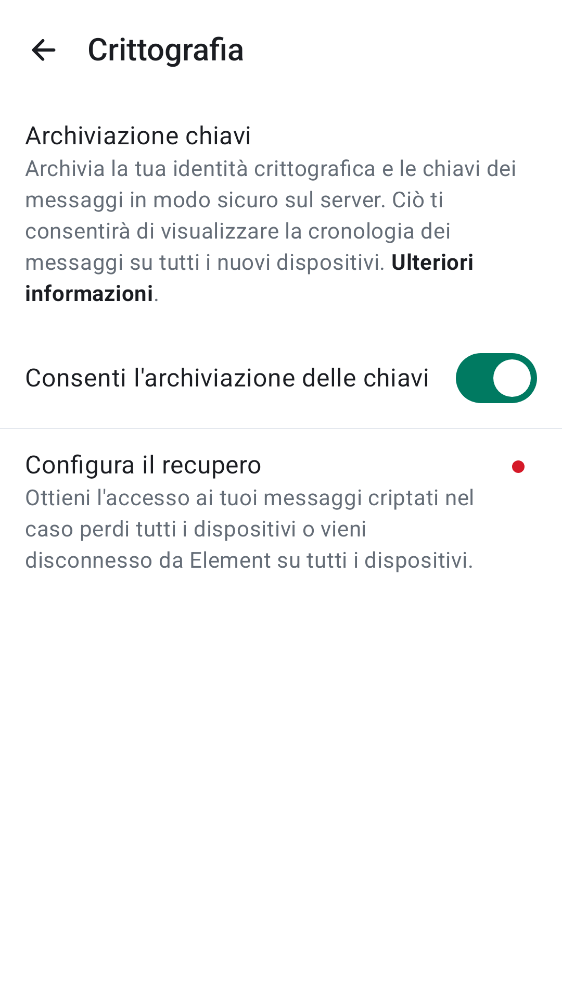 Crittografia
Archiviazione chiavi
Archivia la tua identità crittografica e le chiavi dei
messaggi in modo sicuro sul server. Ciò ti
consentirà di visualizzare la cronologia dei
messaggi su tutti i nuovi dispositivi. Ulteriori
informazioni.
Consenti l'archiviazione delle chiavi
Configura il recupero
Ottieni l'accesso ai tuoi messaggi criptati nel
caso perdi tutti i dispositivi o vieni
disconnesso da Element su tutti i dispositivi.